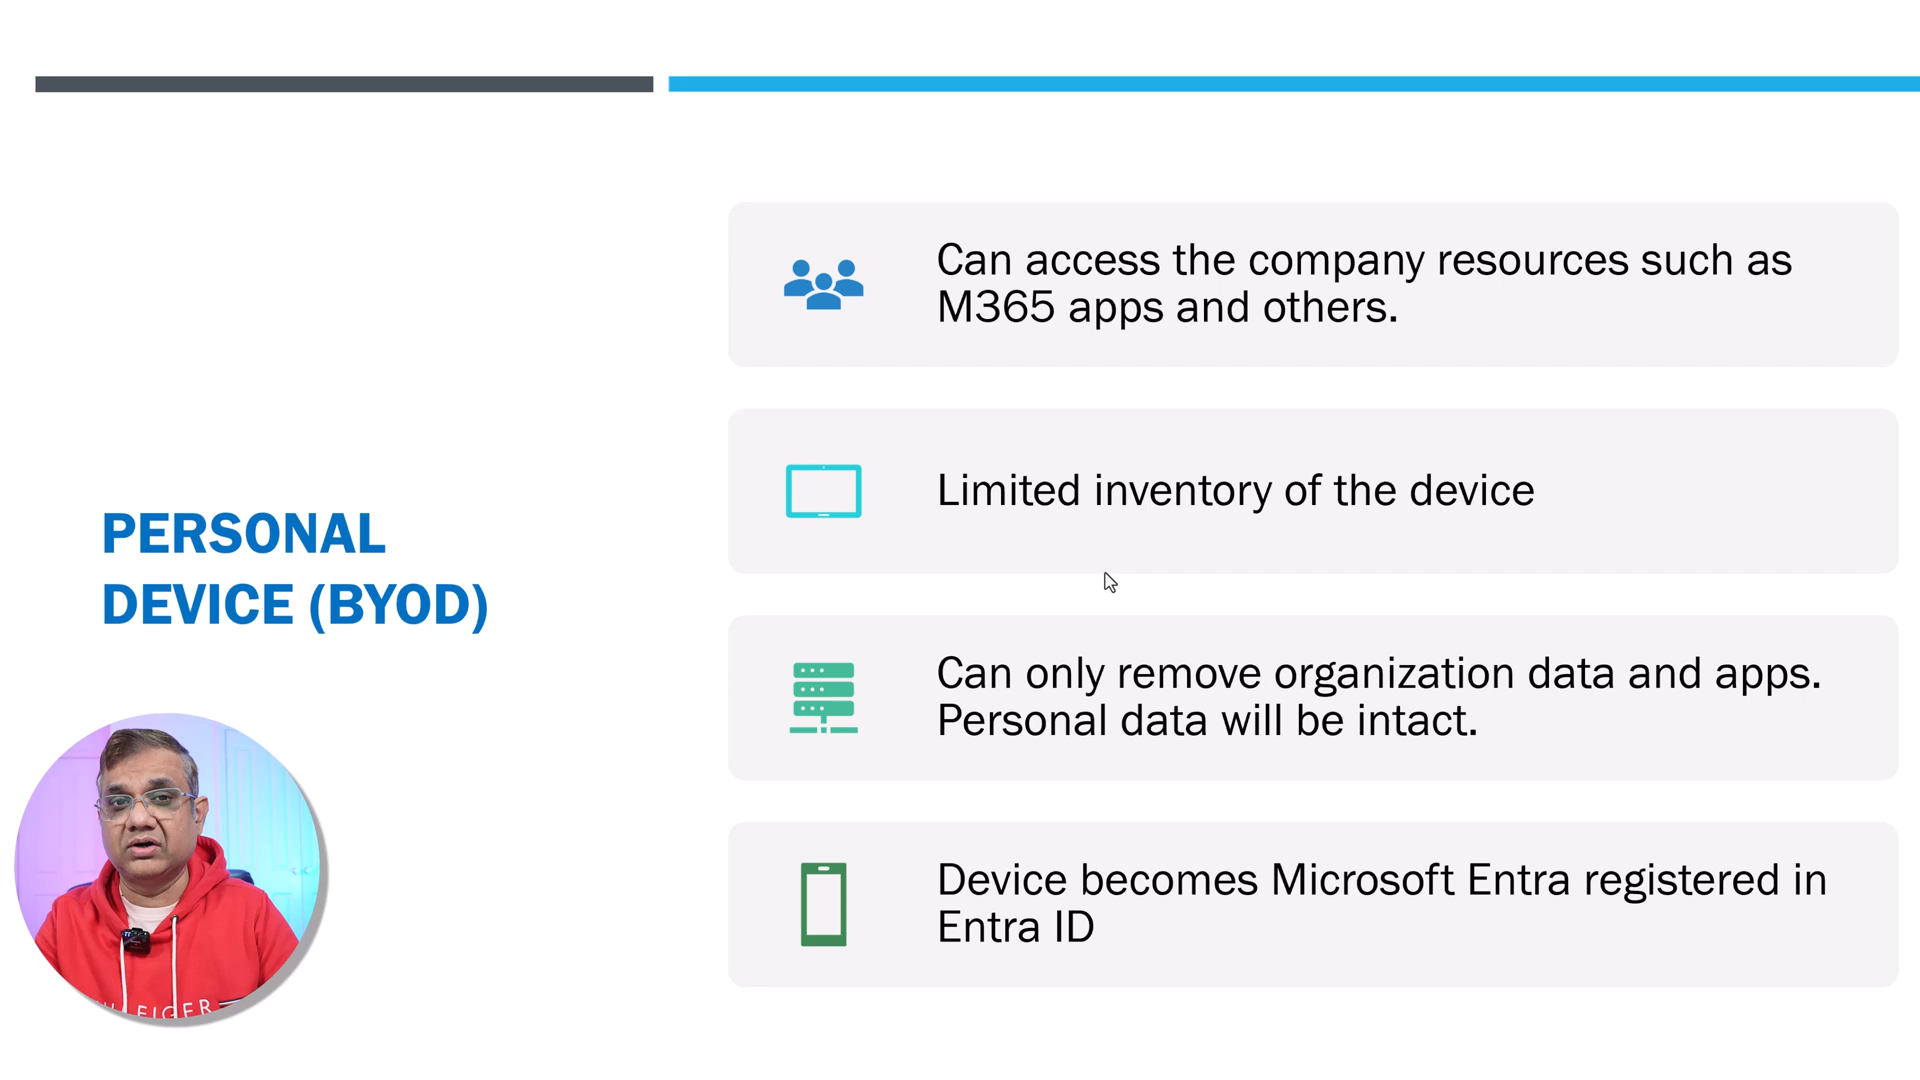 PERSONAL
DEVICE (BYOD)
Can access the company resources such as
M365 apps and others.
Limited inventory of the device
Can only remove organization data and apps.
Personal data will be intact.
Device becomes Microsoft Entra registered in
Entra ID